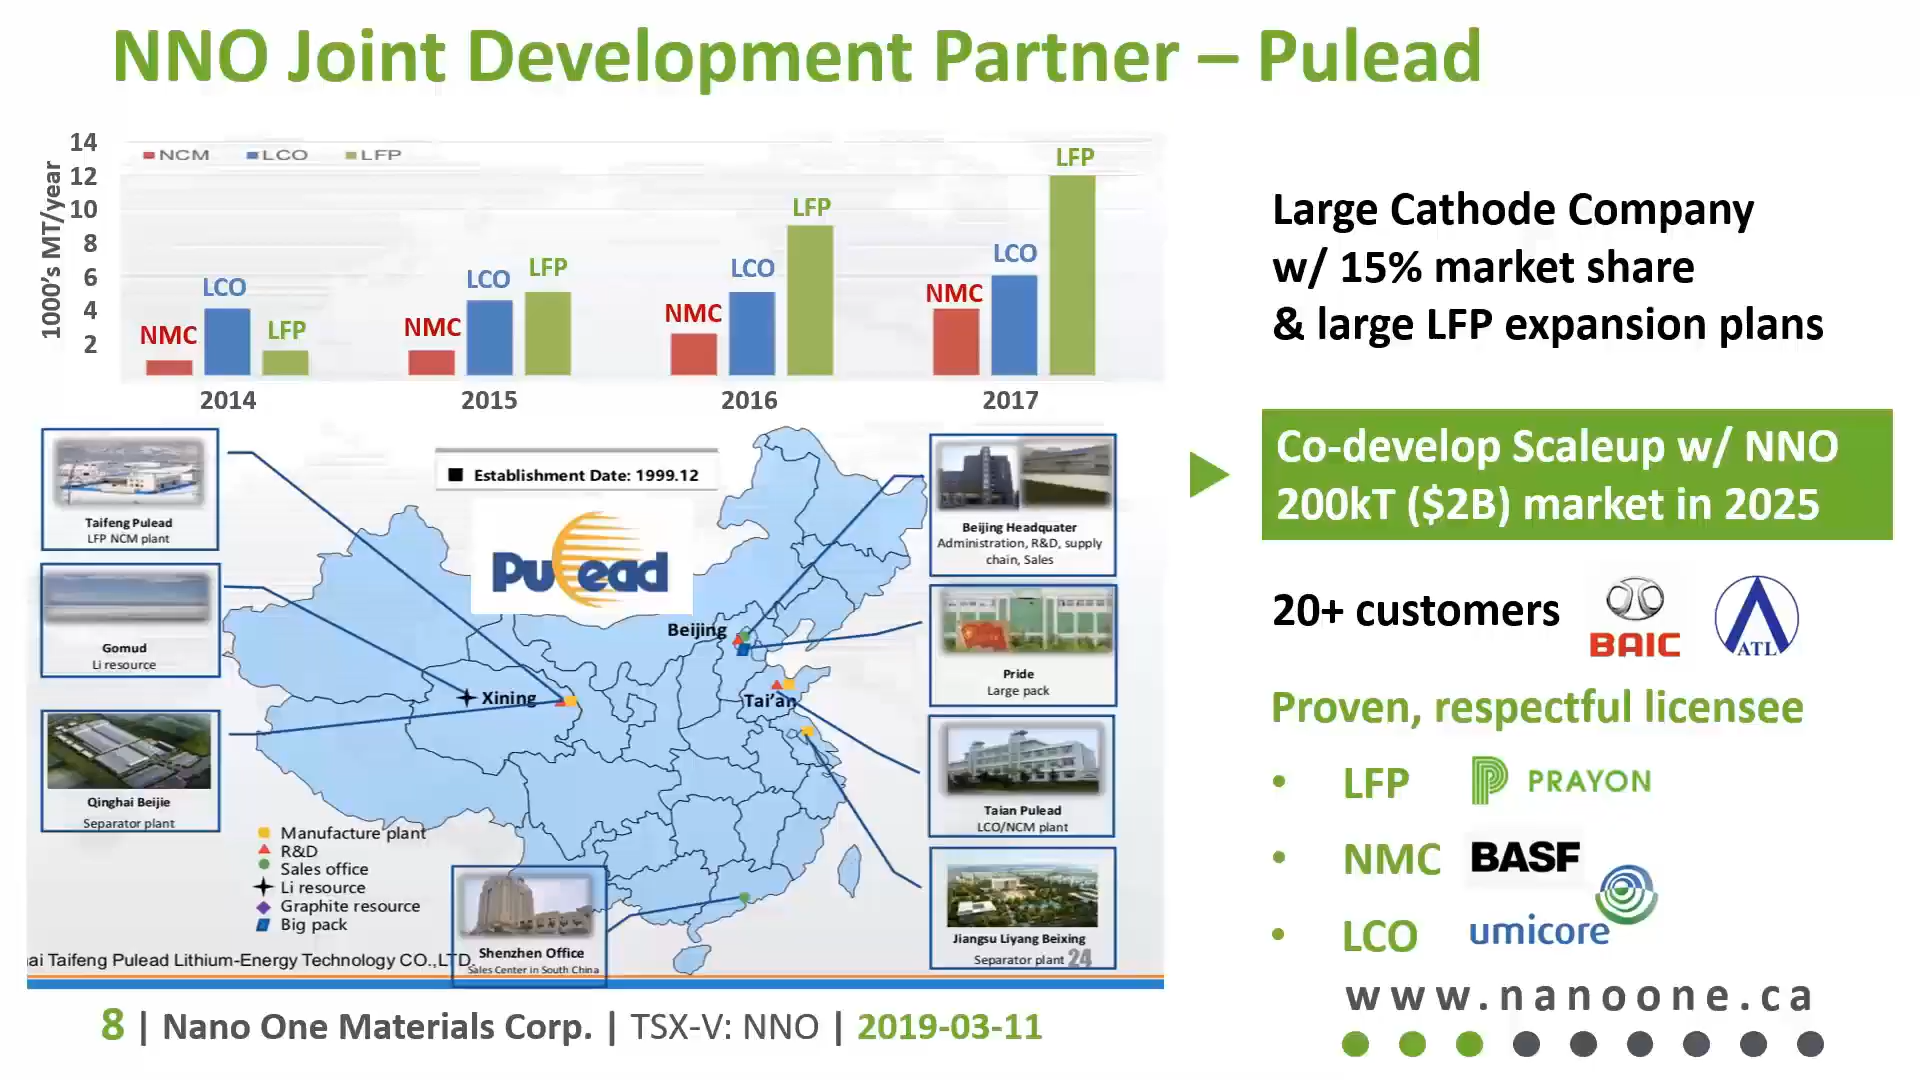 NNO Joint Development Partner – Pulead
1000's MT/year
14
12
10
8
6
4
2
NCM LCO LFP
NMC LCO LFP
NMC LCO LFP
NMC LCO LFP
NMC LCO LFP
2014 2015 2016 2017
Large Cathode Company
w/ 15% market share
& large LFP expansion plans
Co-develop Scaleup w/ NNO
200kT ($2B) market in 2025
20+ customers
BAIC
ATL
Proven, respectful licensee
• LFP PRAYON
• NMC BASF
• LCO umicore
Establishment Date: 1999.12
Pulead
Taifeng Pulead
LFP NCM plant
Gomud
Li resource
Qinghai Beijie
Separator plant
Beijing
Xining
Tai'an
Beijing Headquater
Administration, R&D, supply
chain, Sales
Pride
Large pack
Taian Pulead
LCO/NCM plant
Jiangsu Liyang Beixing
Separator plant 24
Manufacture plant
R&D
Sales office
Li resource
Graphite resource
Big pack
Shenzhen Office
Sales Center in South China
ai Taifeng Pulead Lithium-Energy Technology CO.,LTD.
8 | Nano One Materials Corp. | TSX-V: NNO | 2019-03-11
www.nanoone.ca